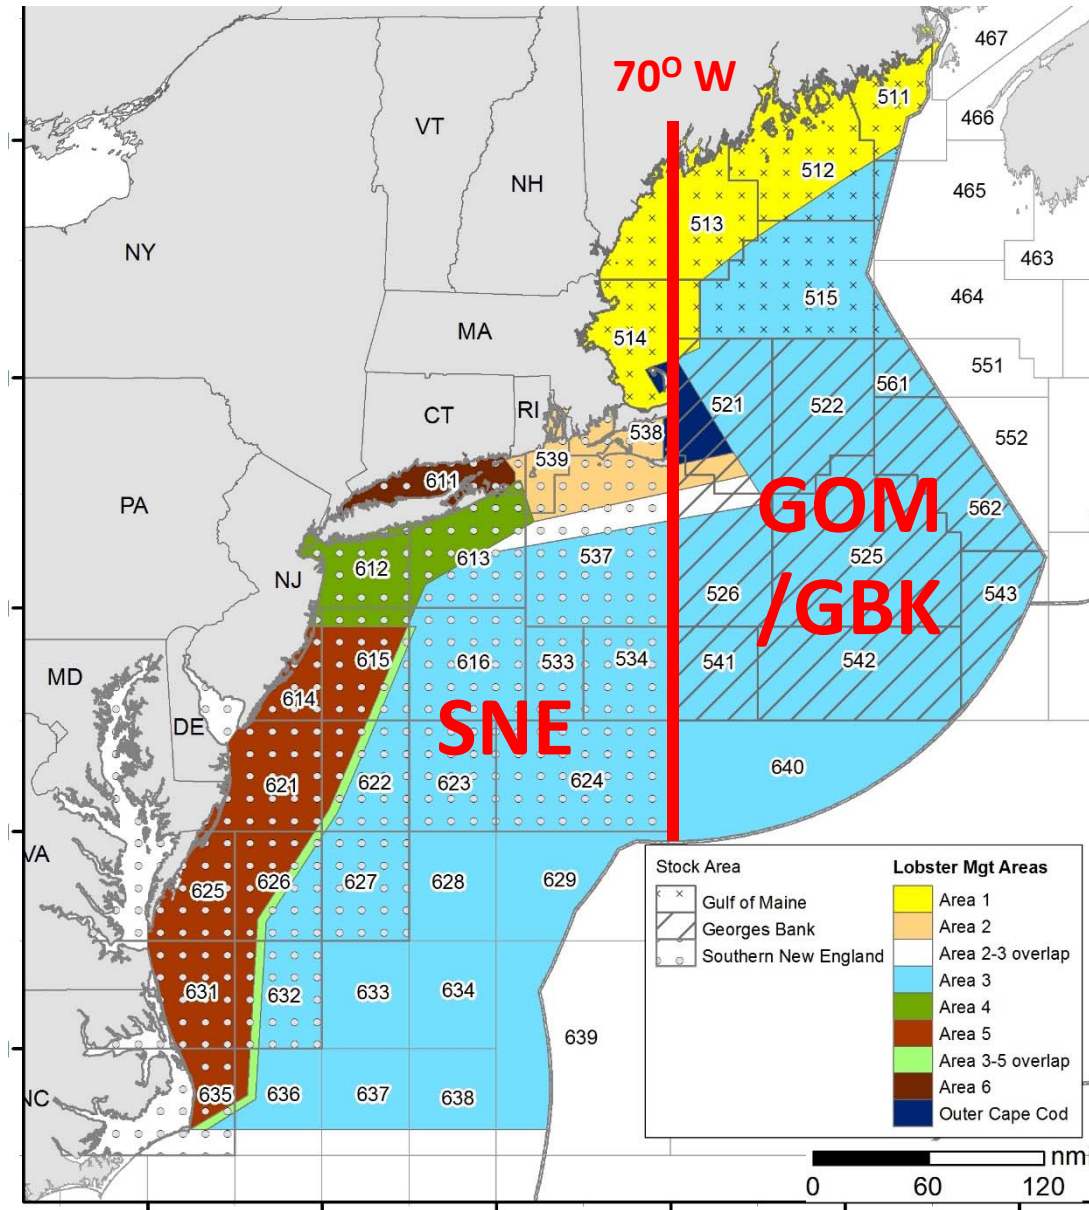 467
70⁰ W
511
466
VT
NH
512
465
513
NY
463
464
515
514
MA
551
561
521
522
CT
RI
538
552
539
611
PA
GOM
562
613
525
612
537
NJ
/GBK
526
543
MD
615
616
533
534
541
542
614
DE
SNE
640
621
622
623
624
VA
625
626
627
628
629
Stock Area
Gulf of Maine
Georges Bank
Southern New England
Lobster Mgt Areas
Area 1
Area 2
Area 2-3 overlap
Area 3
Area 4
Area 5
Area 3-5 overlap
Area 6
Outer Cape Cod
631
632
633
634
639
NC
635
636
637
638
nm
0 60 120